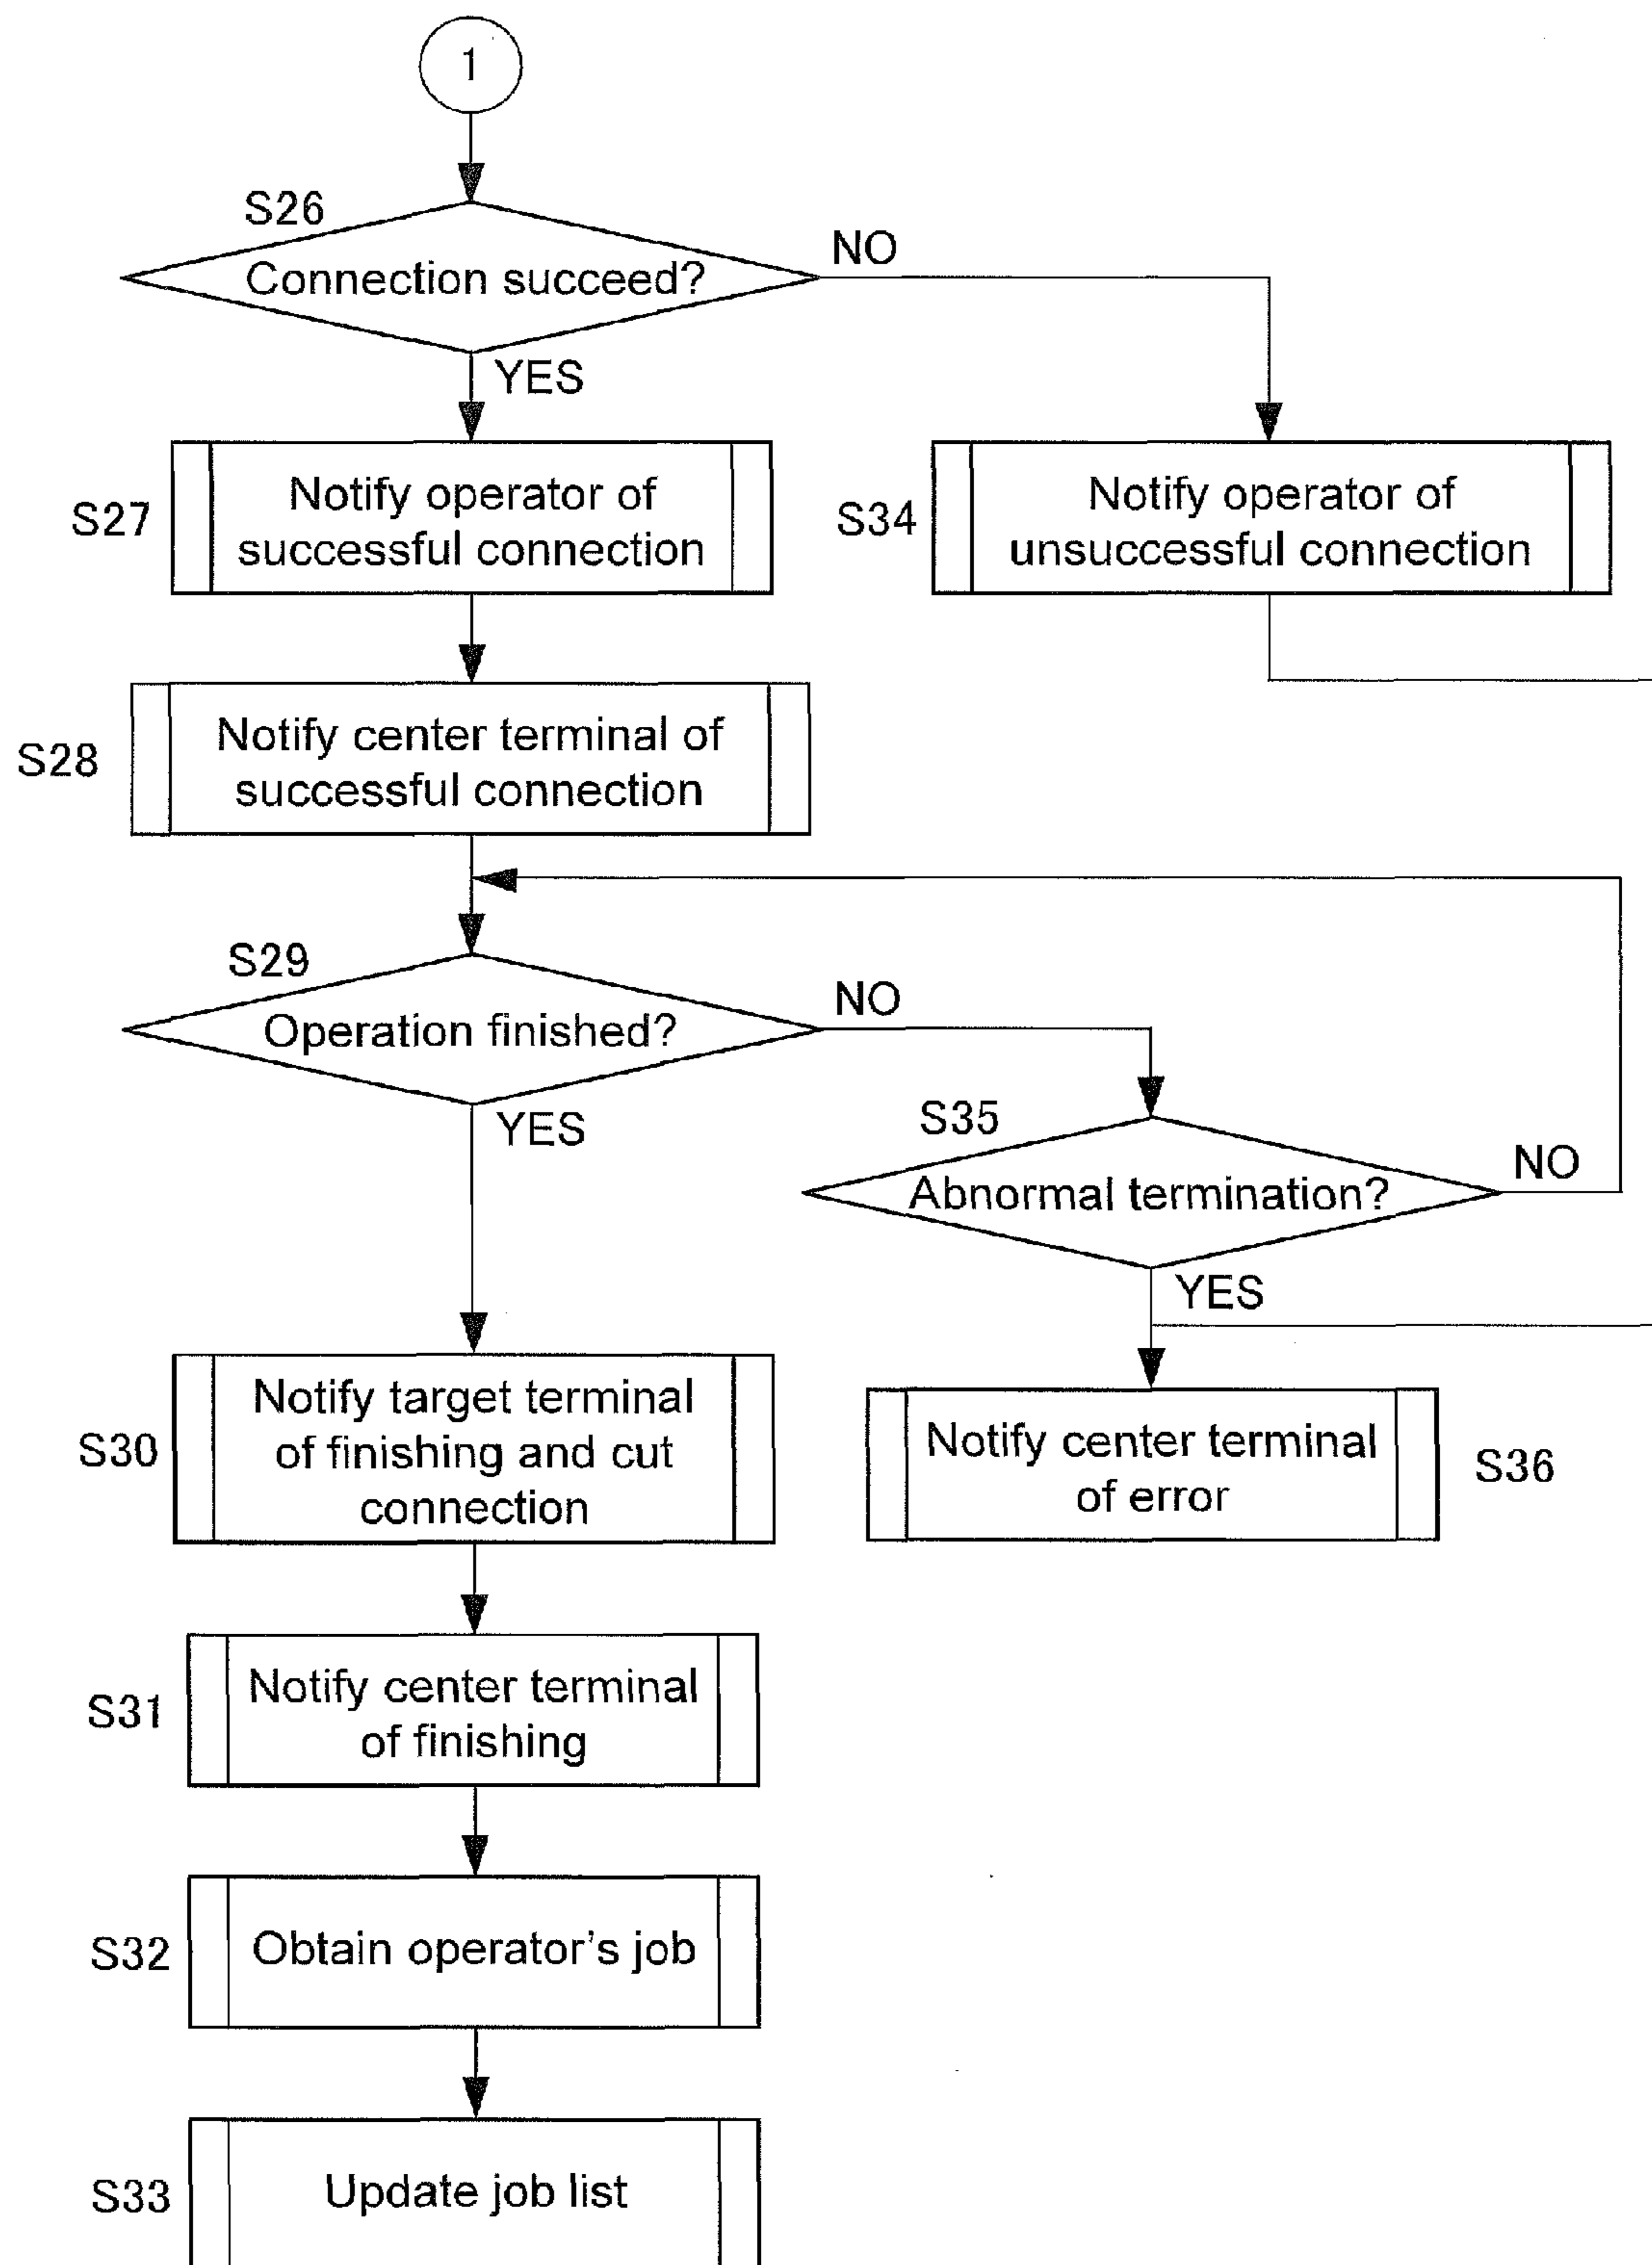 1
S26
Connection succeed?
NO
YES
S27
Notify operator of
successful connection
S34
Notify operator of
unsuccessful connection
S28
Notify center terminal of
successful connection
S29
Operation finished?
NO
YES
S35
Abnormal termination?
NO
YES
S30
Notify target terminal
of finishing and cut
connection
Notify center terminal
of error
S36
S31
Notify center terminal
of finishing
S32
Obtain operator's job
S33
Update job list